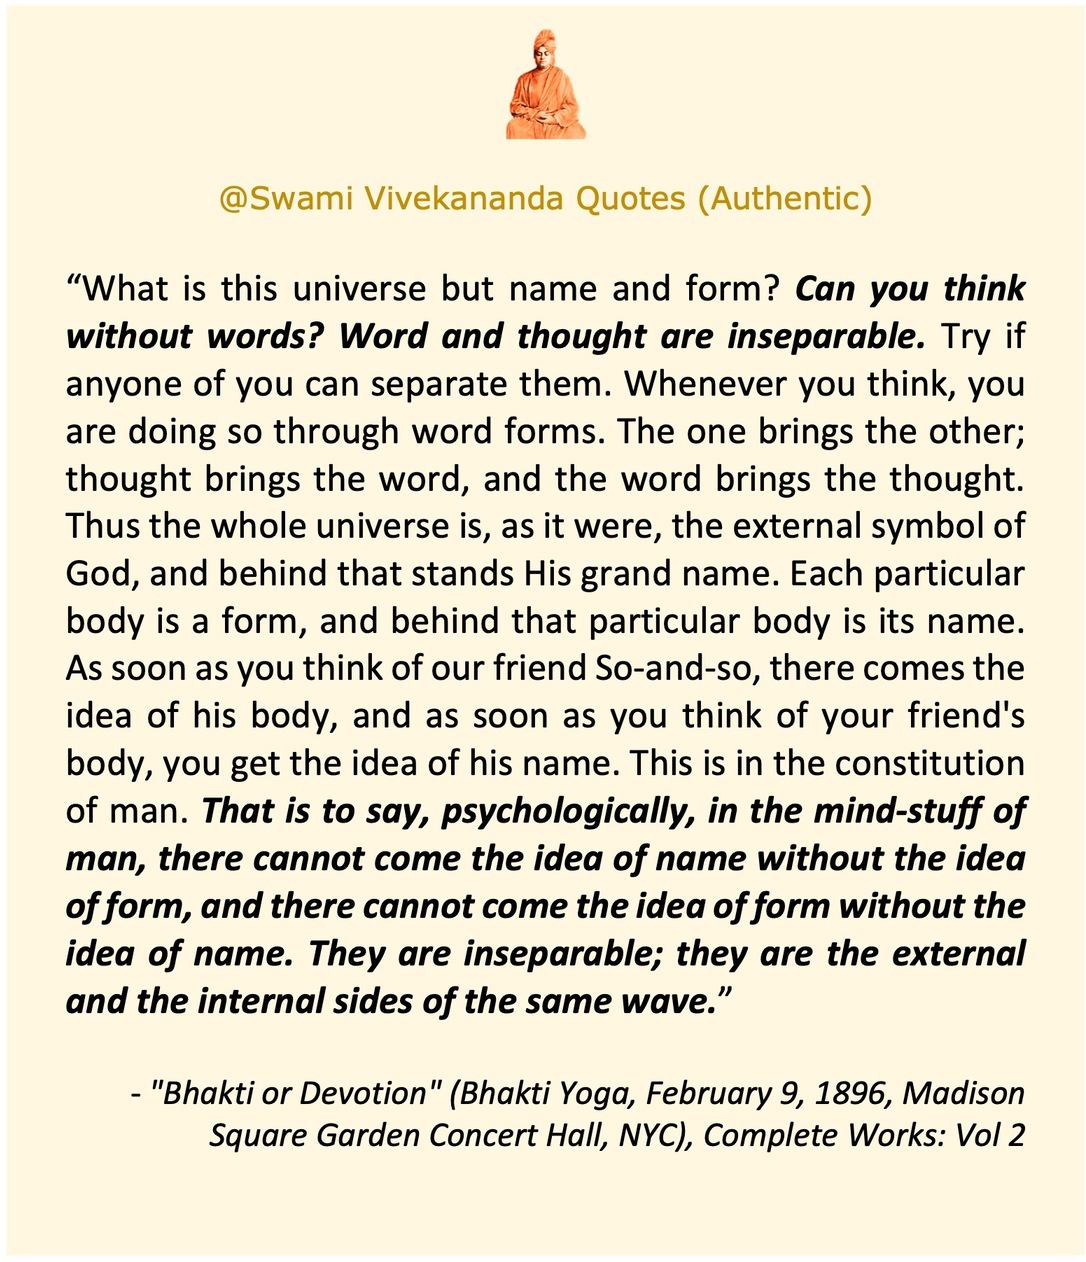 @Swami Vivekananda Quotes (Authentic)
“What is this universe but name and form? Can you think
without words? Word and thought are inseparable. Try if
anyone of you can separate them. Whenever you think, you
are doing so through word forms. The one brings the other;
thought brings the word, and the word brings the thought.
Thus the whole universe is, as it were, the external symbol of
God, and behind that stands His grand name. Each particular
body is a form, and behind that particular body is its name.
As soon as you think of our friend So-and-so, there comes the
idea of his body, and as soon as you think of your friend's
body, you get the idea of his name. This is in the constitution
of man. That is to say, psychologically, in the mind-stuff of
man, there cannot come the idea of name without the idea
of form, and there cannot come the idea of form without the
idea of name. They are inseparable; they are the external
and the internal sides of the same wave.”
- "Bhakti or Devotion" (Bhakti Yoga, February 9, 1896, Madison
Square Garden Concert Hall, NYC), Complete Works: Vol 2